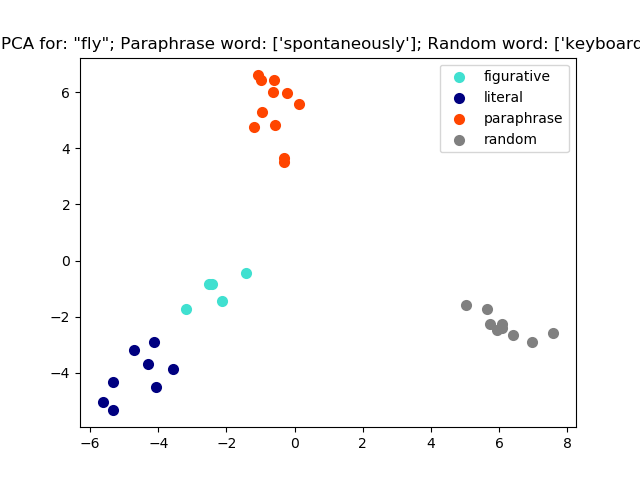 PCA for: "fly"; Paraphrase word: ['spontaneously']; Random word: ['keyboard
figurative
literal
paraphrase
random
6
4
2
0
−2
−4
−6 −4 −2 0 2 4 6 8